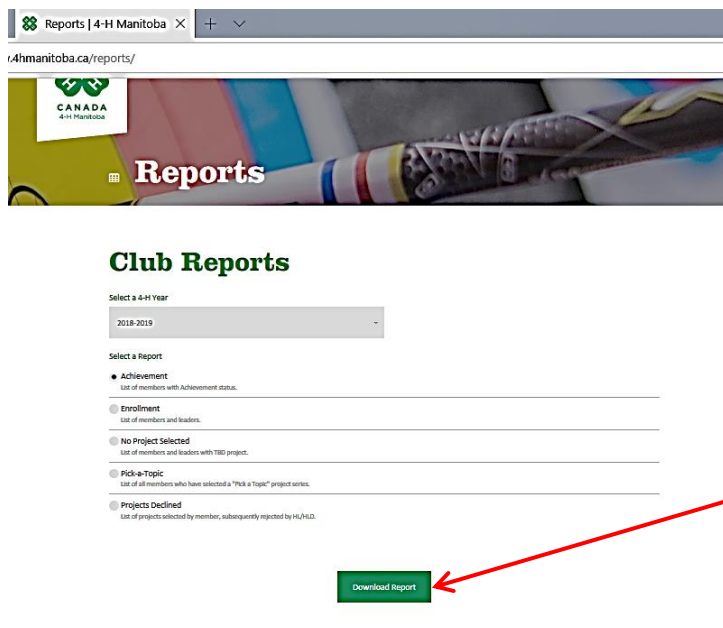 Reports | 4-H Manitoba
.4hmanitoba.ca/reports/
CANADA
4-H Manitoba
Reports
Club Reports
Select a 4-H Year
2018-2019
Select a Report
Achievement
List of members with Achievement status.
Enrollment
List of members and leaders.
No Project Selected
List of members and leaders with TBD project.
Pick-a-Topic
List of all members who have selected a "Pick a Topic" project series.
Projects Declined
List of projects selected by member, subsequently rejected by HL/HLD.
Download Report